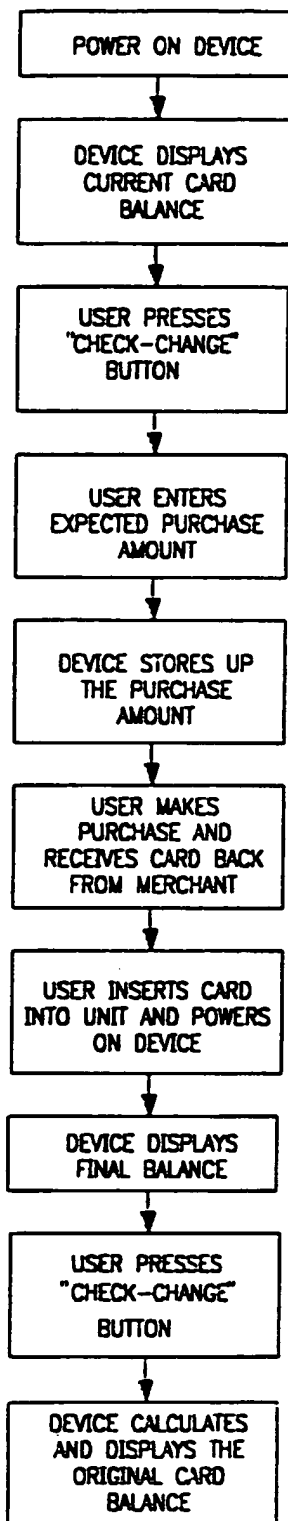 POWER ON DEVICE
DEVICE DISPLAYS
CURRENT CARD
BALANCE
USER PRESSES
"CHECK-CHANGE"
BUTTON
USER ENTERS
EXPECTED PURCHASE
AMOUNT
DEVICE STORES UP
THE PURCHASE
AMOUNT
USER MAKES
PURCHASE AND
RECEIVES CARD BACK
FROM MERCHANT
USER INSERTS CARD
INTO UNIT AND POWERS
ON DEVICE
DEVICE DISPLAYS
FINAL BALANCE
USER PRESSES
"CHECK-CHANGE"
BUTTON
DEVICE CALCULATES
AND DISPLAYS THE
ORIGINAL CARD
BALANCE